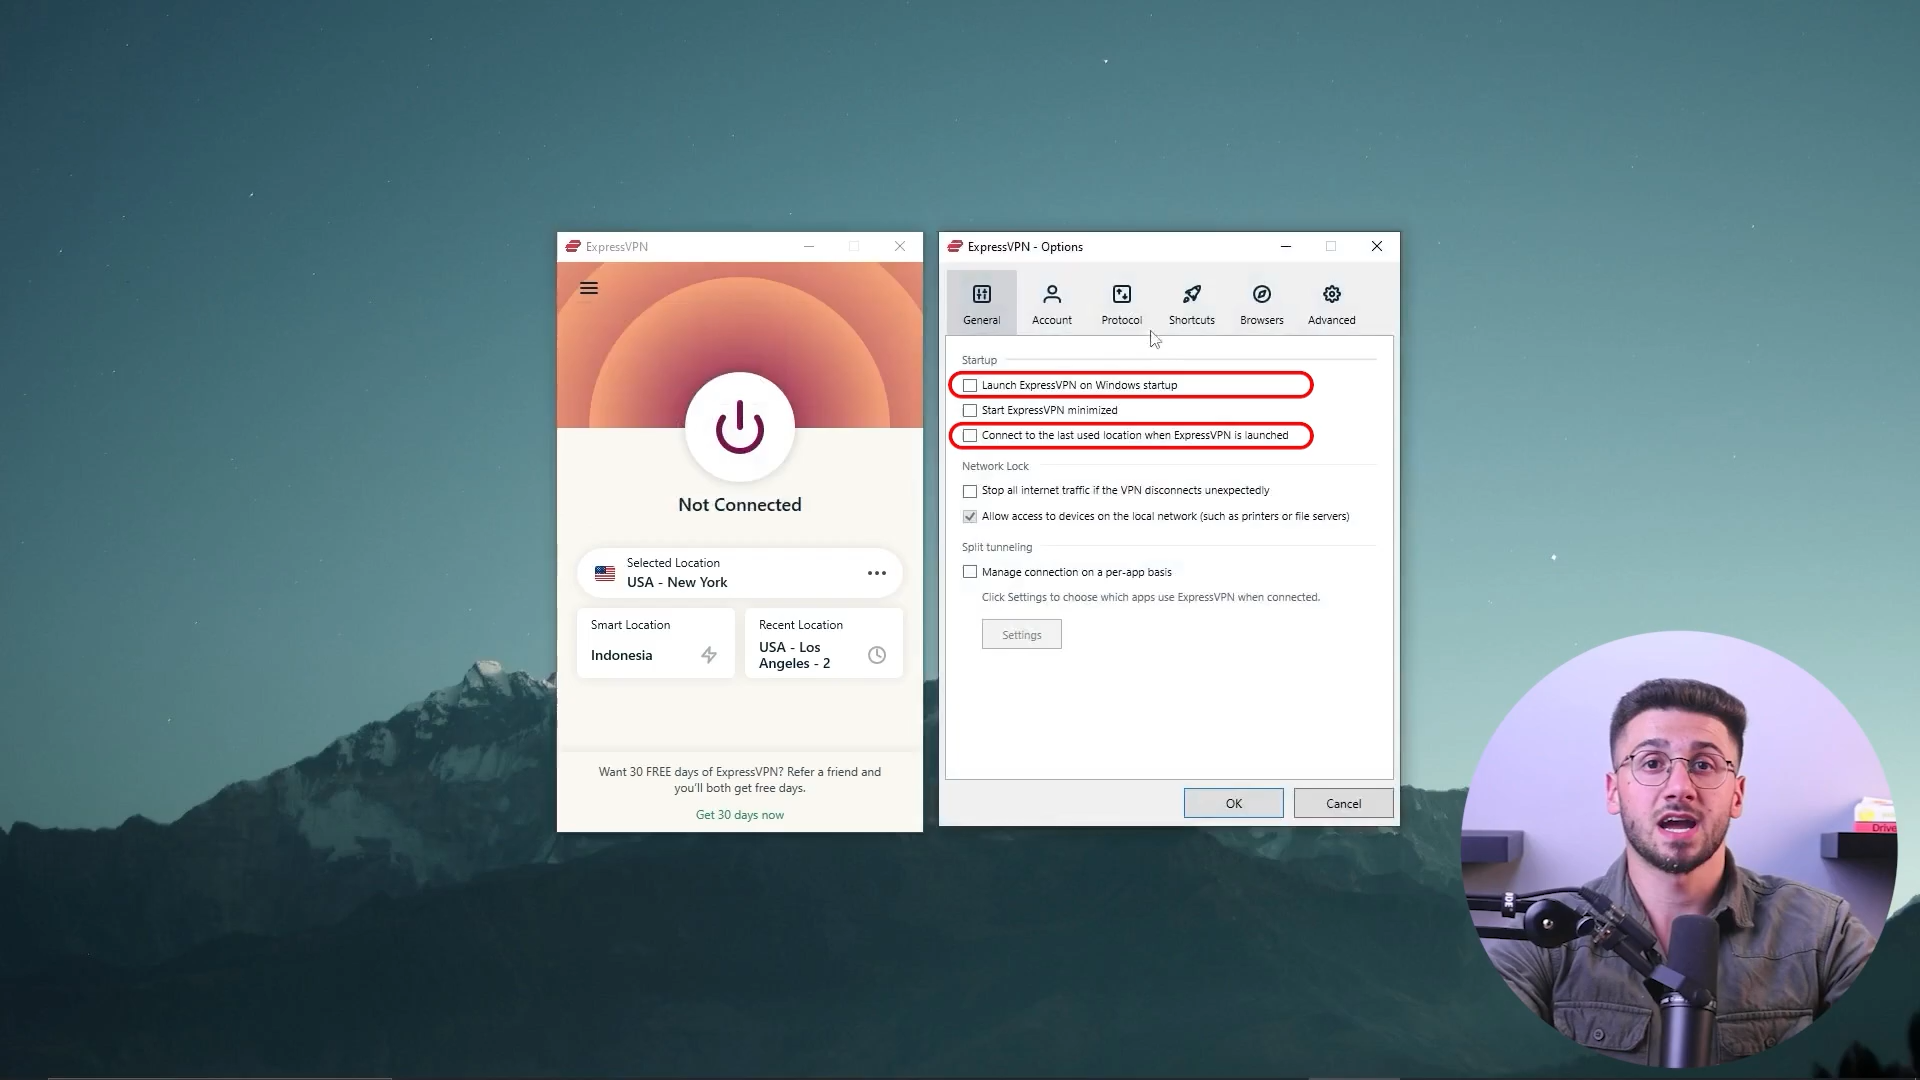 ExpressVPN
Not Connected
Selected Location
USA - New York
Smart Location
Indonesia
Recent Location
USA - Los
Angeles - 2
Want 30 FREE days of ExpressVPN? Refer a friend and
you'll both get free days.
Get 30 days now
ExpressVPN - Options
General
Account
Protocol
Shortcuts
Browsers
Advanced
Startup
Launch ExpressVPN on Windows startup
Start ExpressVPN minimized
Connect to the last used location when ExpressVPN is launched
Network Lock
Stop all internet traffic if the VPN disconnects unexpectedly
Allow access to devices on the local network (such as printers or file servers)
Split tunneling
Manage connection on a per-app basis
Click Settings to choose which apps use ExpressVPN when connected.
Settings
OK
Cancel
Drive